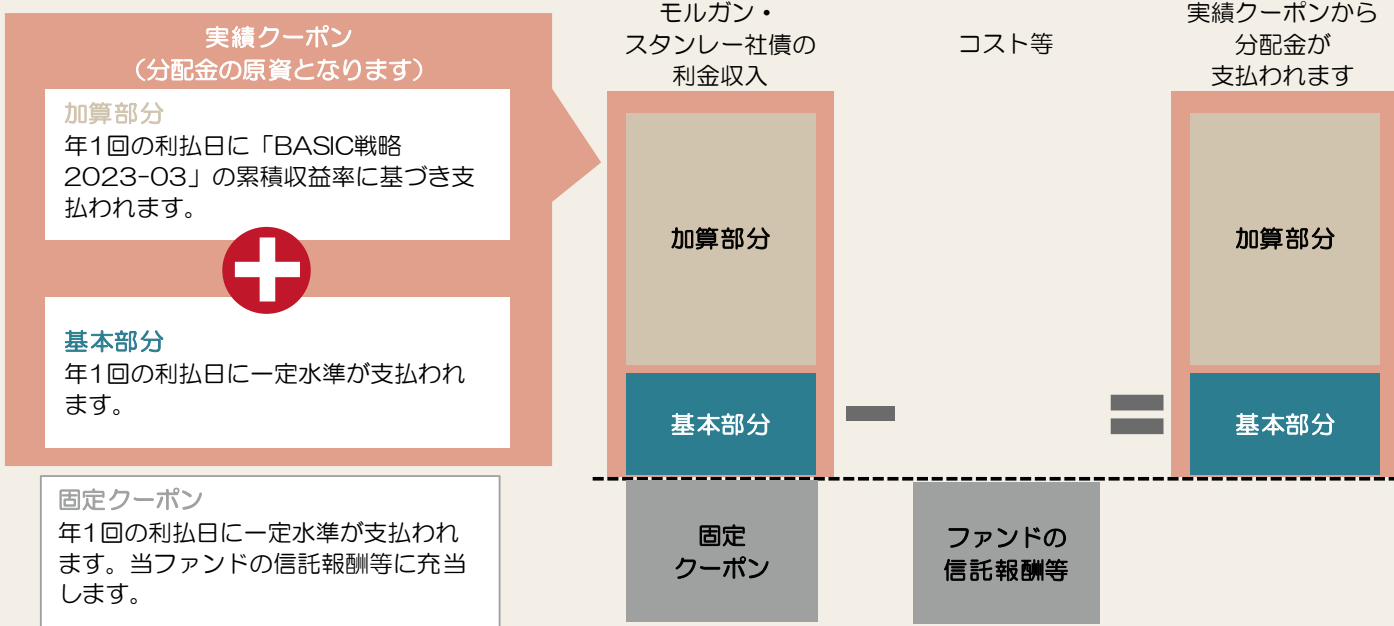 実績クーポン
（分配金の原資となります）
加算部分
年1回の利払日に「BASIC戦略
2023-03」の累積収益率に基づき支
払われます。
基本部分
年1回の利払日に一定水準が支払われ
ます。
固定クーポン
年1回の利払日に一定水準が支払われ
ます。当ファンドの信託報酬等に充当
します。
モルガン・
スタンレー社債の
利金収入
加算部分
基本部分
固定
クーポン
コスト等
ファンドの
信託報酬等
実績クーポンから
分配金が
支払われます
加算部分
基本部分